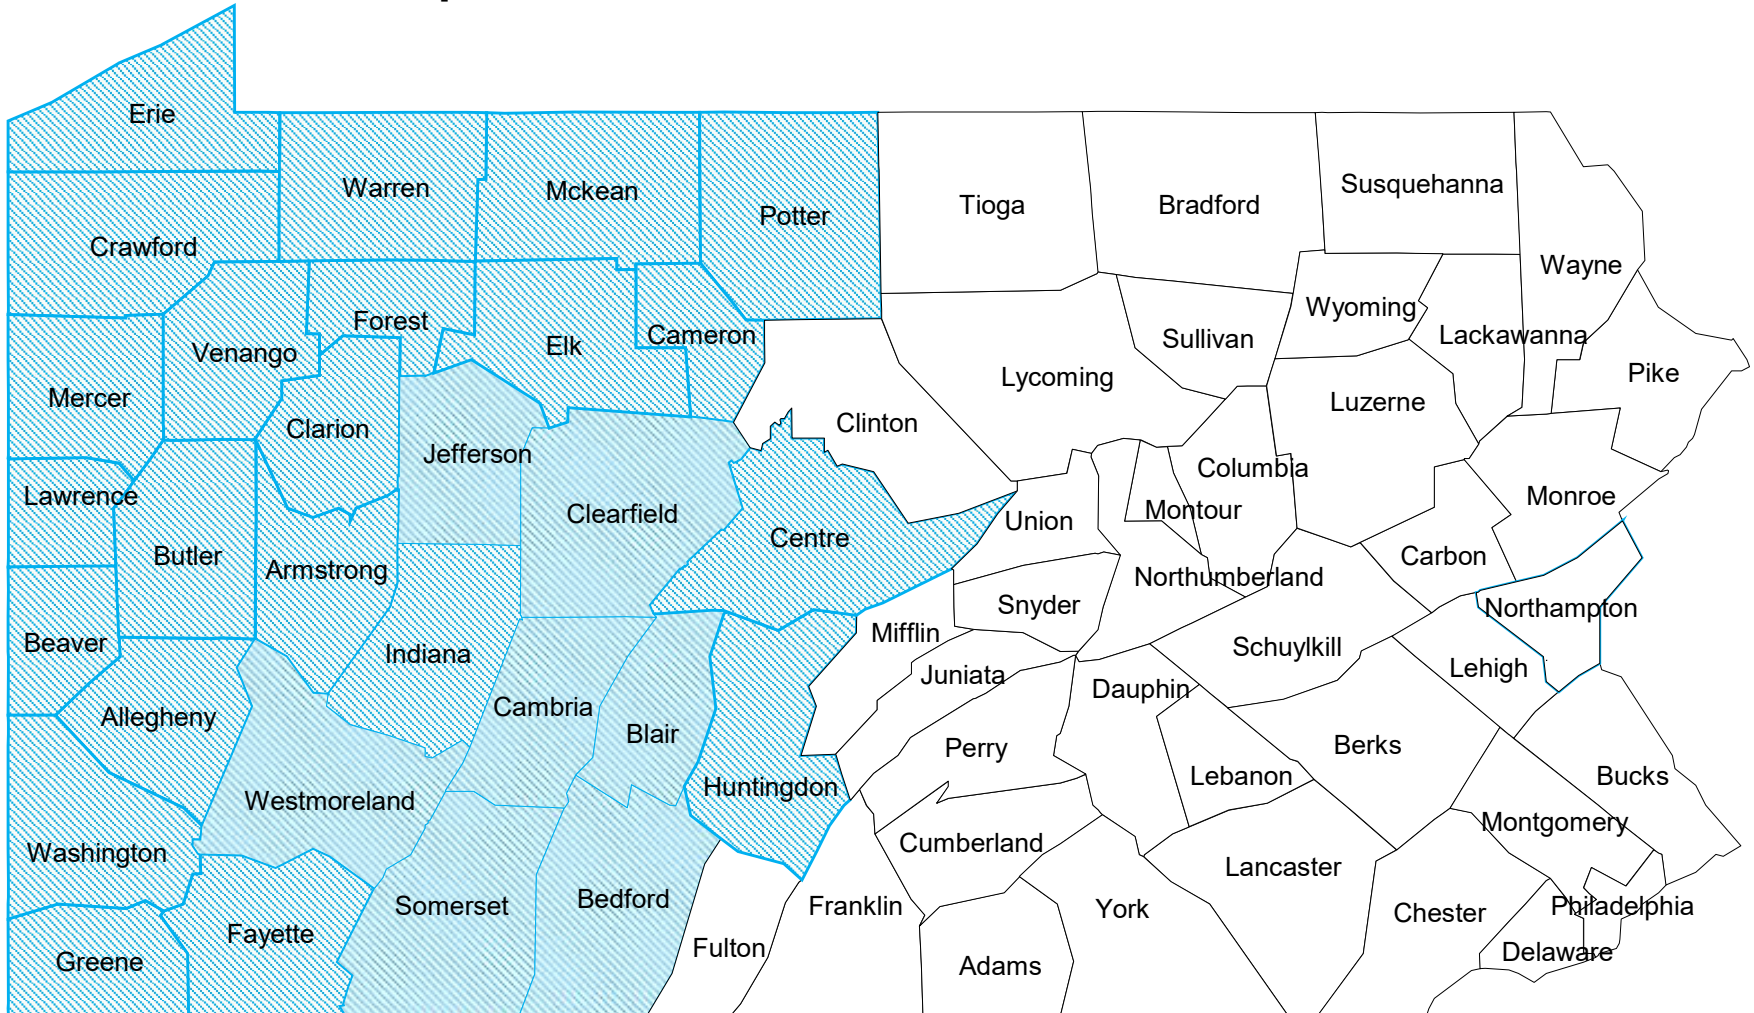 Erie
Warren
Mckean
Potter
Tioga
Bradford
Susquehanna
Crawford
Wayne
Forest
Venango
Elk
Cameron
Sullivan
Wyoming
Lackawanna
Mercer
Clarion
Lycoming
Clinton
Luzerne
Pike
Jefferson
Columbia
Lawrence
Clearfield
Centre
Union
Montour
Monroe
Butler
Armstrong
Carbon
Northumberland
Snyder
Northampton
Beaver
Indiana
Mifflin
Schuylkill
Lehigh
Juniata
Dauphin
Allegheny
Cambria
Blair
Perry
Berks
Lebanon
Bucks
Westmoreland
Huntingdon
Montgomery
Washington
Cumberland
Lancaster
Somerset
Bedford
Franklin
York
Chester
Philadelphia
Fayette
Fulton
Delaware
Greene
Adams